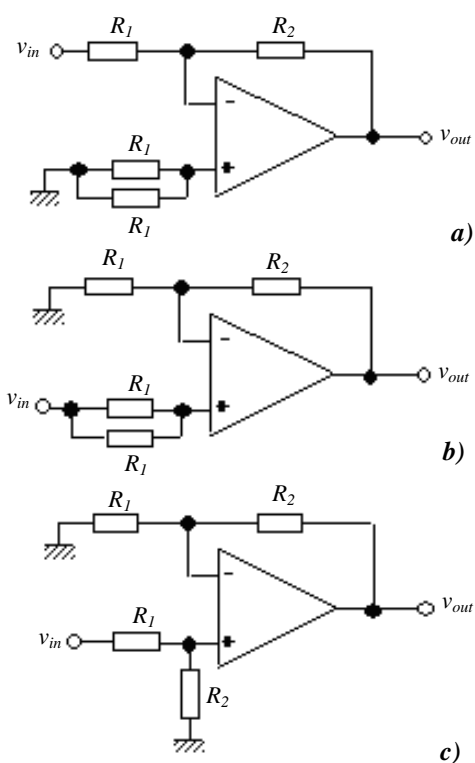 R1 R2
vin
-
vout
R1
+
R1
a)
R1 R2
-
vout
vin R1
+
R1
b)
R1 R2
-
vout
vin R1
+
R2
c)